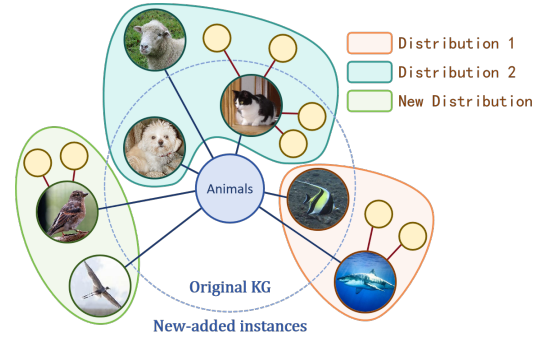 Distribution 1
Distribution 2
New Distribution
Animals
Original KG
New-added instances